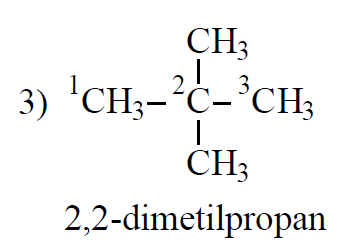 CH₃
3) ¹CH₃–²C–³CH₃
CH₃
2,2-dimetilpropan